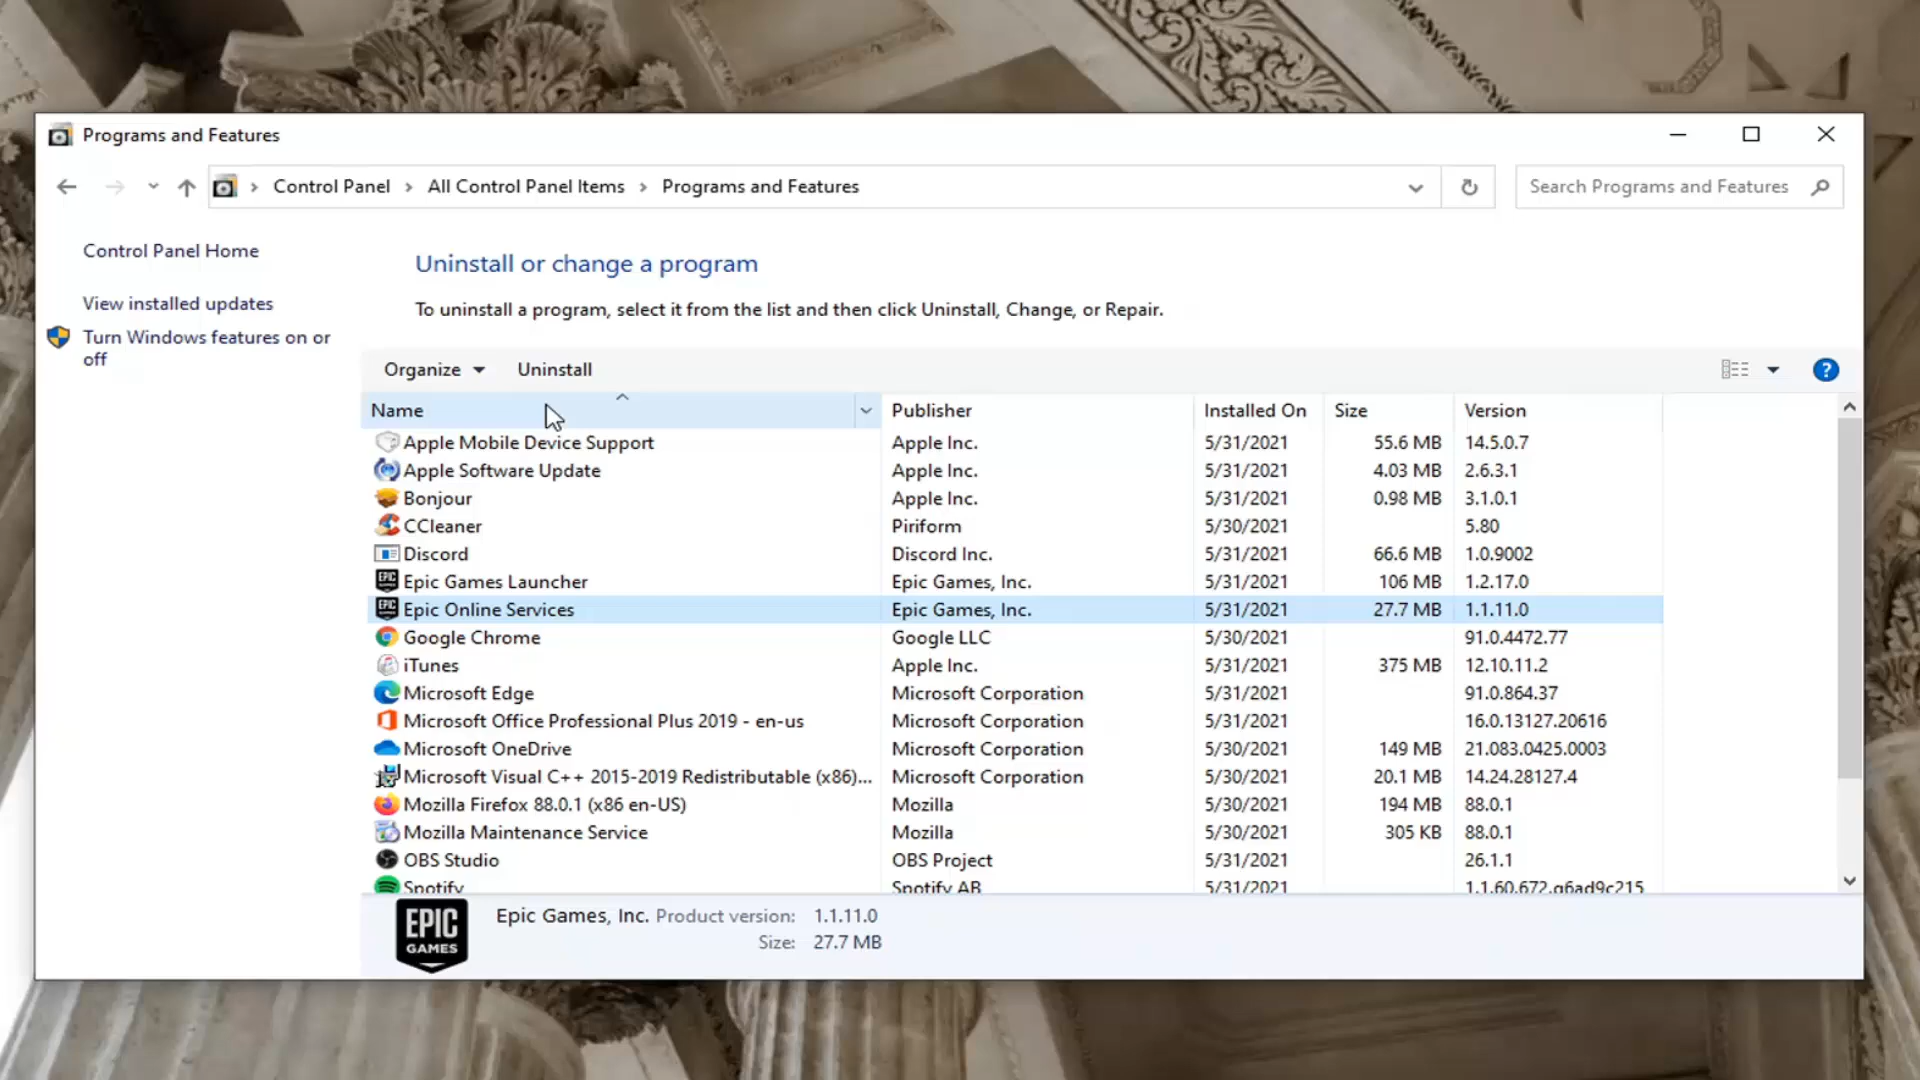 Programs and Features
Control Panel All Control Panel Items Programs and Features
Search Programs and Features
Control Panel Home
View installed updates
Turn Windows features on or
off
Uninstall or change a program
To uninstall a program, select it from the list and then click Uninstall, Change, or Repair.
Organize Uninstall ?
Name Publisher Installed On Size Version
Apple Mobile Device Support Apple Inc. 5/31/2021 55.6 MB 14.5.0.7
Apple Software Update Apple Inc. 5/31/2021 4.03 MB 2.6.3.1
Bonjour Apple Inc. 5/31/2021 0.98 MB 3.1.0.1
CCleaner Piriform 5/30/2021 5.80
Discord Discord Inc. 5/31/2021 66.6 MB 1.0.9002
EPIC Epic Games Launcher Epic Games, Inc. 5/31/2021 106 MB 1.2.17.0
EPIC Epic Online Services Epic Games, Inc. 5/31/2021 27.7 MB 1.1.11.0
Google Chrome Google LLC 5/30/2021 91.0.4472.77
iTunes Apple Inc. 5/31/2021 375 MB 12.10.11.2
Microsoft Edge Microsoft Corporation 5/31/2021 91.0.864.37
Microsoft Office Professional Plus 2019 - en-us Microsoft Corporation 5/31/2021 16.0.13127.20616
Microsoft OneDrive Microsoft Corporation 5/30/2021 149 MB 21.083.0425.0003
Microsoft Visual C++ 2015-2019 Redistributable (x86)... Microsoft Corporation 5/30/2021 20.1 MB 14.24.28127.4
Mozilla Firefox 88.0.1 (x86 en-US) Mozilla 5/30/2021 194 MB 88.0.1
Mozilla Maintenance Service Mozilla 5/30/2021 305 KB 88.0.1
OBS Studio OBS Project 5/31/2021 26.1.1
Spotify Spotify AB 5/31/2021 1.1.60.672.g6ad9c215
EPIC GAMES
Epic Games, Inc. Product version: 1.1.11.0
Size: 27.7 MB